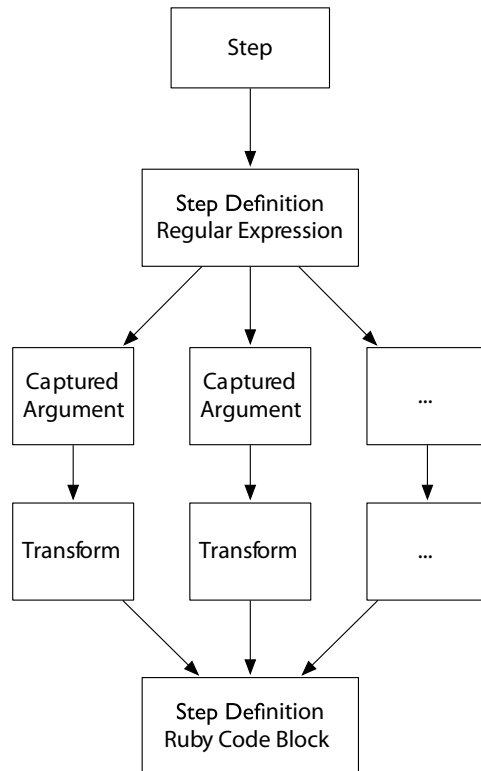 Step
Step Definition
Regular Expression
Captured
Argument
Captured
Argument
...
Transform
Transform
...
Step Definition
Ruby Code Block